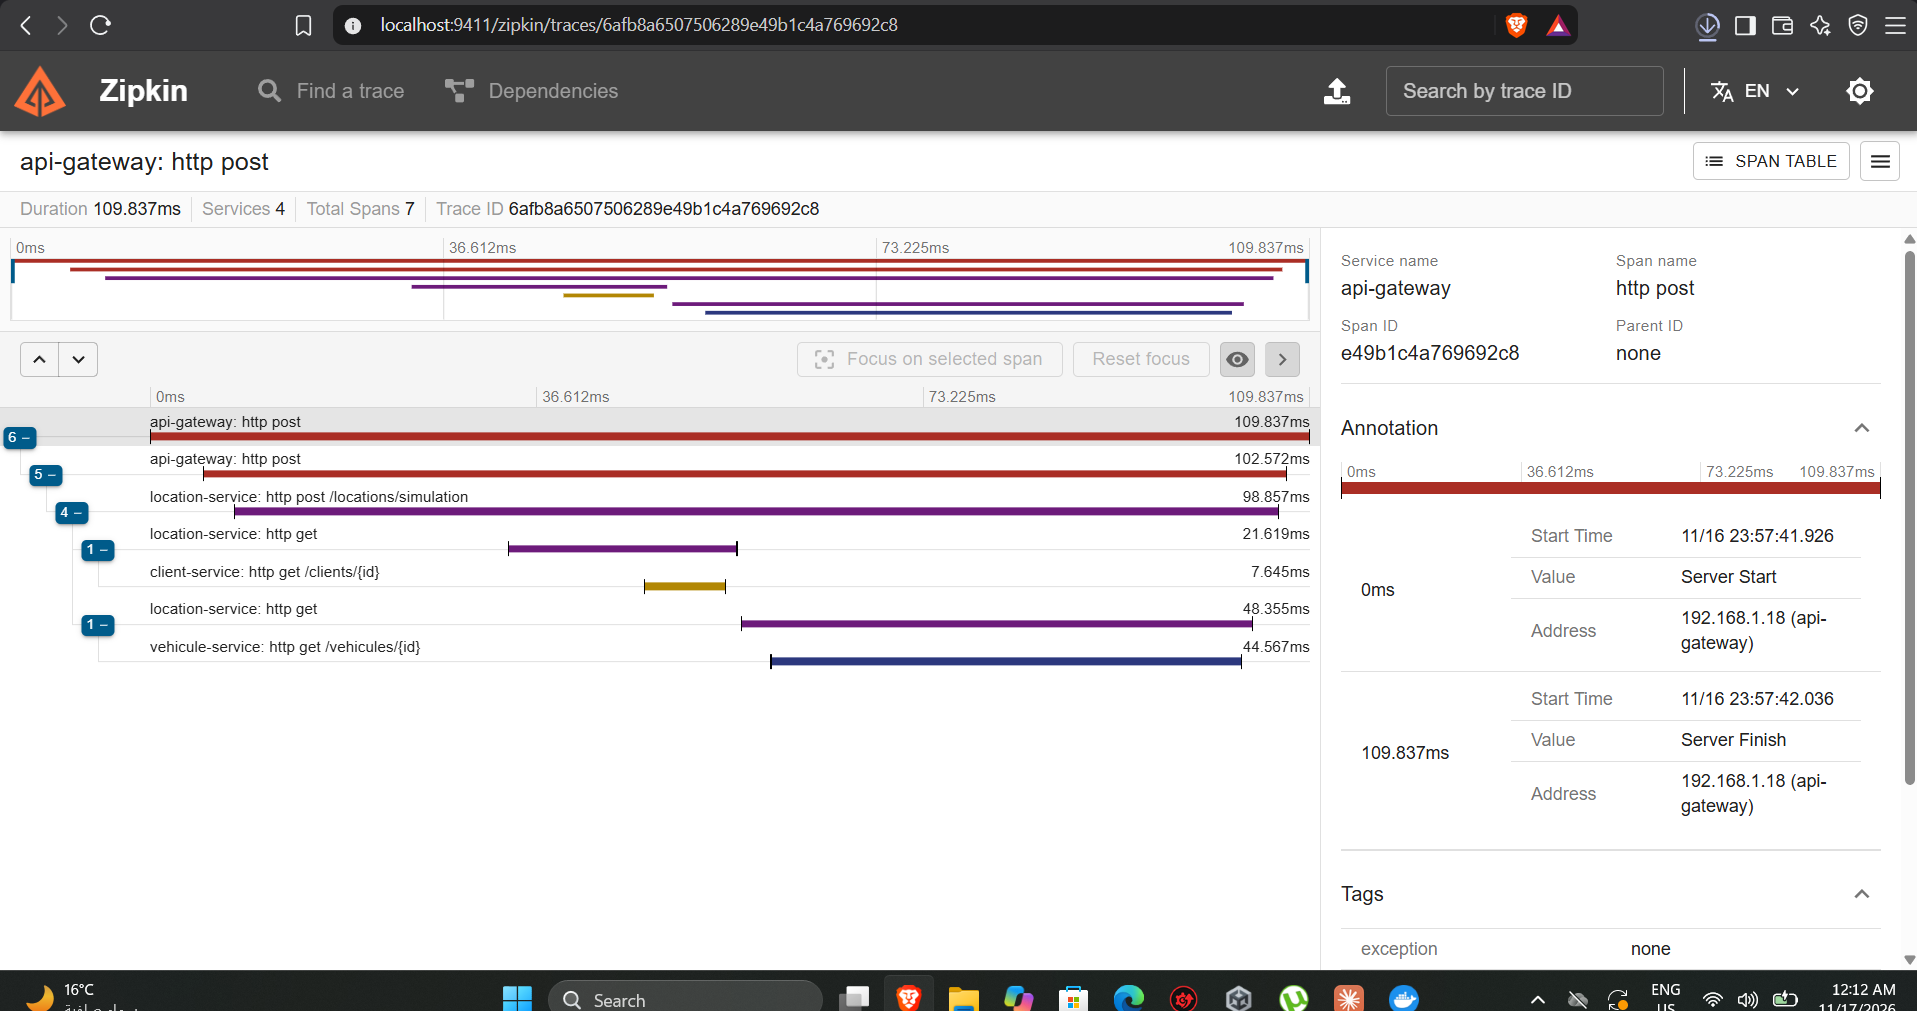 localhost:9411/zipkin/traces/6afb8a6507506289e49b1c4a769692c8
Zipkin
Find a trace
Dependencies
Search by trace ID
EN
api-gateway: http post
SPAN TABLE
Duration 109.837ms
Services 4
Total Spans 7
Trace ID 6afb8a6507506289e49b1c4a769692c8
0ms 36.612ms 73.225ms 109.837ms
Focus on selected span
Reset focus
0ms 36.612ms 73.225ms 109.837ms
api-gateway: http post 109.837ms
6 −
api-gateway: http post 102.572ms
5 −
location-service: http post /locations/simulation 98.857ms
4 −
location-service: http get 21.619ms
1 −
client-service: http get /clients/{id} 7.645ms
location-service: http get 48.355ms
1 −
vehicule-service: http get /vehicules/{id} 44.567ms
Service name
api-gateway
Span name
http post
Span ID
e49b1c4a769692c8
Parent ID
none
Annotation
0ms 36.612ms 73.225ms 109.837ms
0ms
Start Time 11/16 23:57:41.926
Value Server Start
Address 192.168.1.18 (api-
gateway)
109.837ms
Start Time 11/16 23:57:42.036
Value Server Finish
Address 192.168.1.18 (api-
gateway)
Tags
exception none
16°C
Search
ENG
US
12:12 AM
11/17/2026